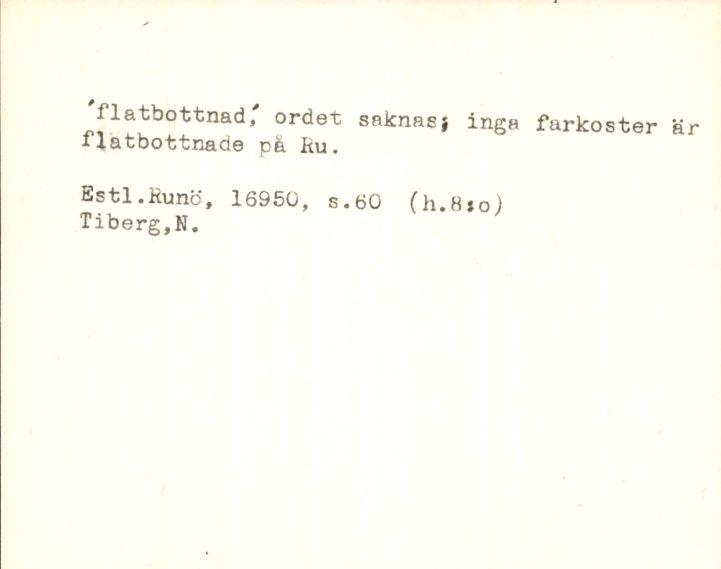 'flatbottnad,' ordet saknas; inga farkoster är
flatbottnade på Ru.
Estl.Runö, 16950, s.60 (h.8:o)
Tiberg,N.